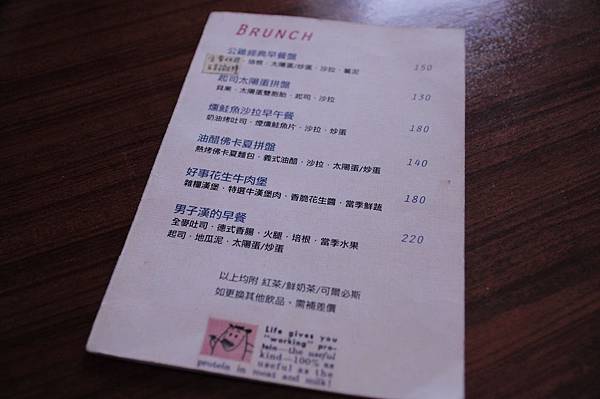 BRUNCH
公雞經典早餐盤
培根．太陽蛋/炒蛋．沙拉．薯泥 150
起司太陽蛋拼盤
貝果．太陽蛋雙胞胎．起司．沙拉 130
燻鮭魚沙拉早午餐
奶油烤吐司．煙燻鮭魚片．沙拉．炒蛋 180
油醋佛卡夏拼盤
熱烤佛卡夏麵包．義式油醋．沙拉．太陽蛋/炒蛋 140
好事花生牛肉堡
雜糧漢堡、特選牛漢堡肉、香脆花生醬，當季鮮蔬 180
男子漢的早餐
全麥吐司．德式香腸．火腿．培根．當季水果
起司．地瓜泥．太陽蛋/炒蛋 220
以上均附 紅茶/鮮奶茶/可爾必斯
如更換其他飲品、需補差價
Life gives you
"working" pro-
tein—the useful
kind—100% as
useful as the
protein in meat and milk!